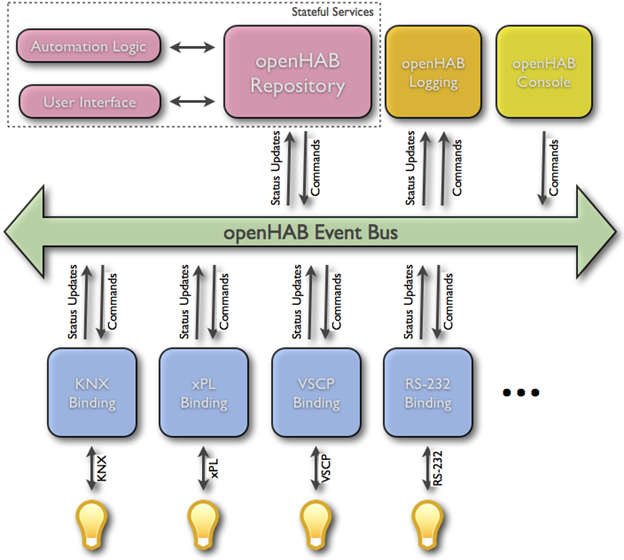 Stateful Services
Automation Logic
User Interface
openHAB
Repository
openHAB
Logging
openHAB
Console
Status Updates
Commands
Status Updates
Commands
Commands
openHAB Event Bus
Status Updates
Commands
Status Updates
Commands
Status Updates
Commands
Status Updates
Commands
KNX
Binding
xPL
Binding
VSCP
Binding
RS-232
Binding
...
KNX
xPL
VSCP
RS-232